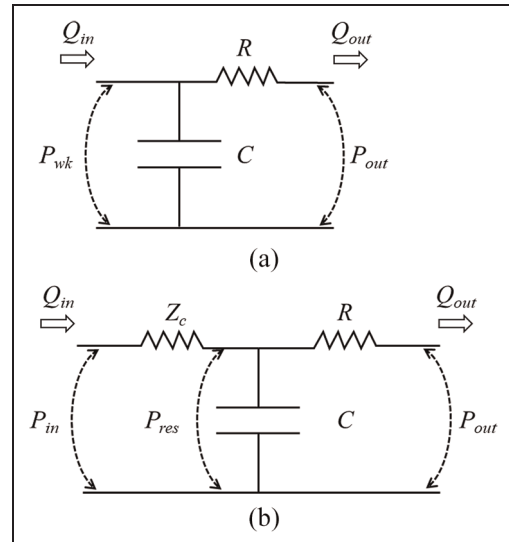 Q_in R Q_out
P_wk C P_out
(a)
Q_in Z_c R Q_out
P_in P_res C P_out
(b)